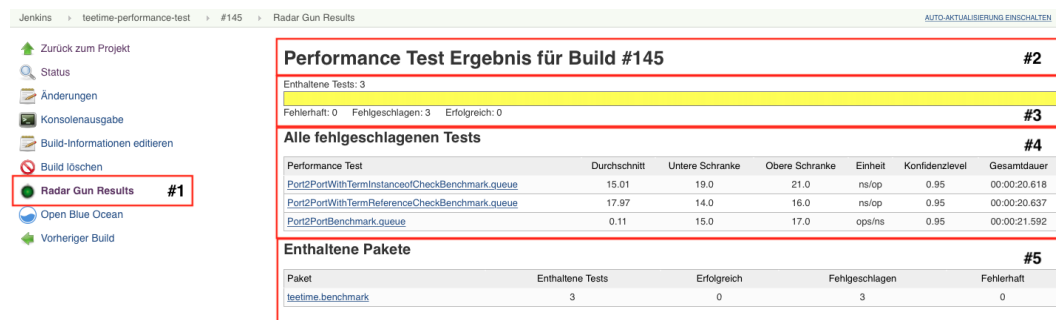 Jenkins › teetime-performance-test › #145 › Radar Gun Results
AUTO-AKTUALISIERUNG EINSCHALTEN
Zurück zum Projekt
Status
Änderungen
Konsolenausgabe
Build-Informationen editieren
Build löschen
Radar Gun Results #1
Open Blue Ocean
Vorheriger Build
Performance Test Ergebnis für Build #145 #2
Enthaltene Tests: 3
Fehlerhaft: 0 Fehlgeschlagen: 3 Erfolgreich: 0 #3
Alle fehlgeschlagenen Tests #4
Performance Test Durchschnitt Untere Schranke Obere Schranke Einheit Konfidenzlevel Gesamtdauer
Port2PortWithTermInstanceofCheckBenchmark.queue 15.01 19.0 21.0 ns/op 0.95 00:00:20.618
Port2PortWithTermReferenceCheckBenchmark.queue 17.97 14.0 16.0 ns/op 0.95 00:00:20.637
Port2PortBenchmark.queue 0.11 15.0 17.0 ops/ns 0.95 00:00:21.592
Enthaltene Pakete #5
Paket Enthaltene Tests Erfolgreich Fehlgeschlagen Fehlerhaft
teetime.benchmark 3 0 3 0